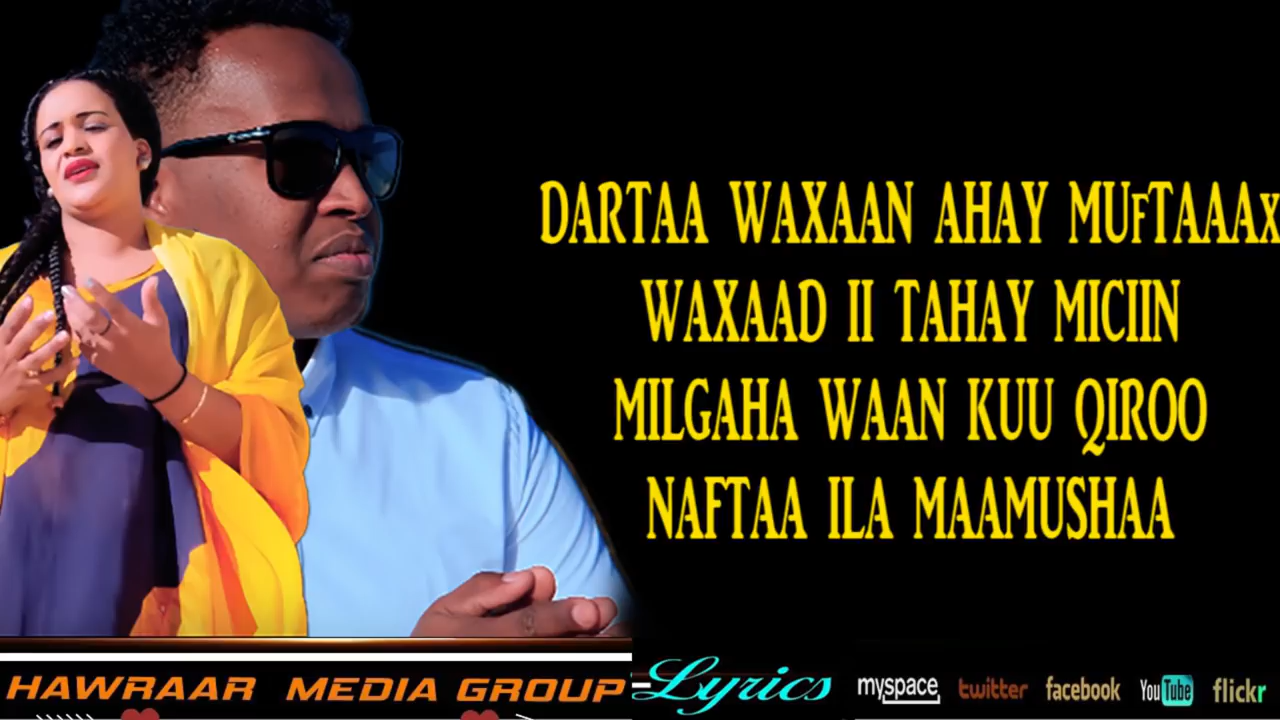 DARTAA WAXAAN AHAY MUFTAAAX
WAXAAD II TAHAY MICIIN
MILGAHA WAAN KUU QIROO
NAFTAA ILA MAAMUSHAA
HAWRAAR MEDIA GROUP Lyrics myspace twitter facebook YouTube flickr